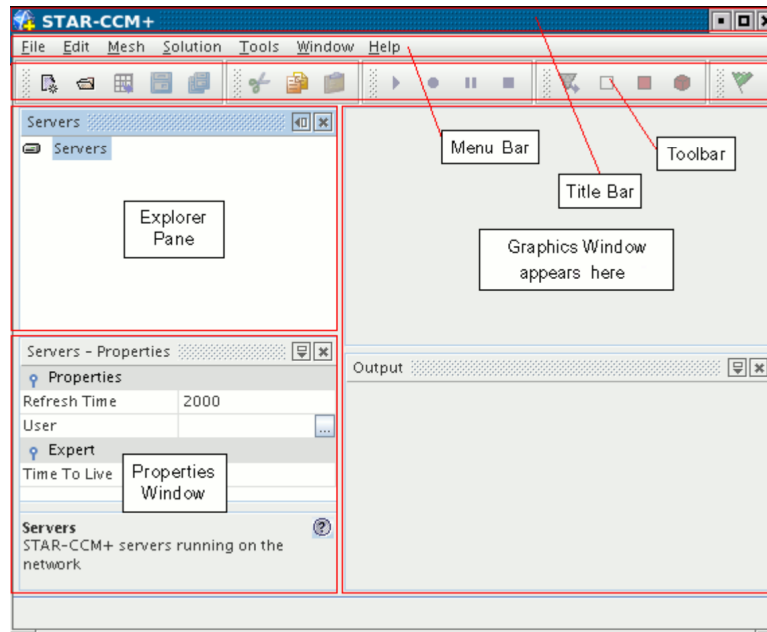 STAR-CCM+
File Edit Mesh Solution Tools Window Help
Servers
Servers
Menu Bar
Toolbar
Title Bar
Explorer
Pane
Graphics Window
appears here
Servers - Properties
Properties
Refresh Time 2000
User ...
Expert
Time To Live
Properties
Window
Servers
STAR-CCM+ servers running on the
network
Output